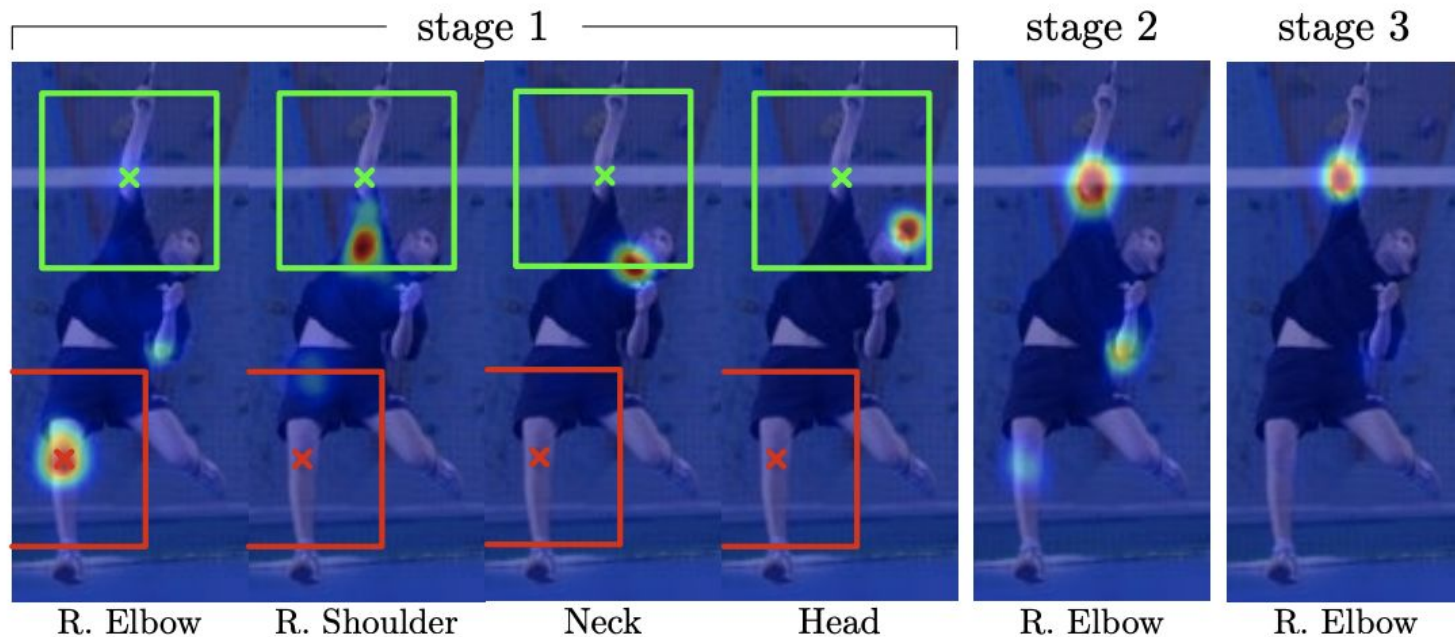 stage 1 stage 2 stage 3
R. Elbow R. Shoulder Neck Head R. Elbow R. Elbow